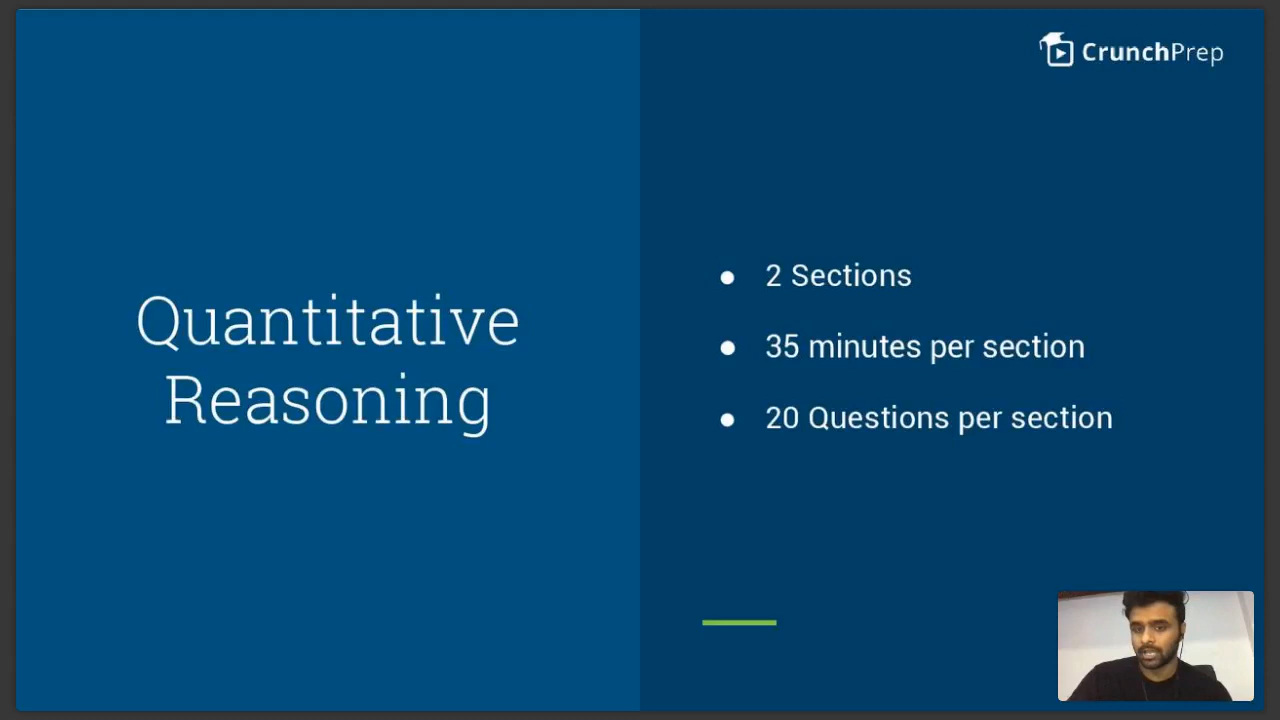 CrunchPrep
Quantitative
Reasoning
● 2 Sections
● 35 minutes per section
● 20 Questions per section